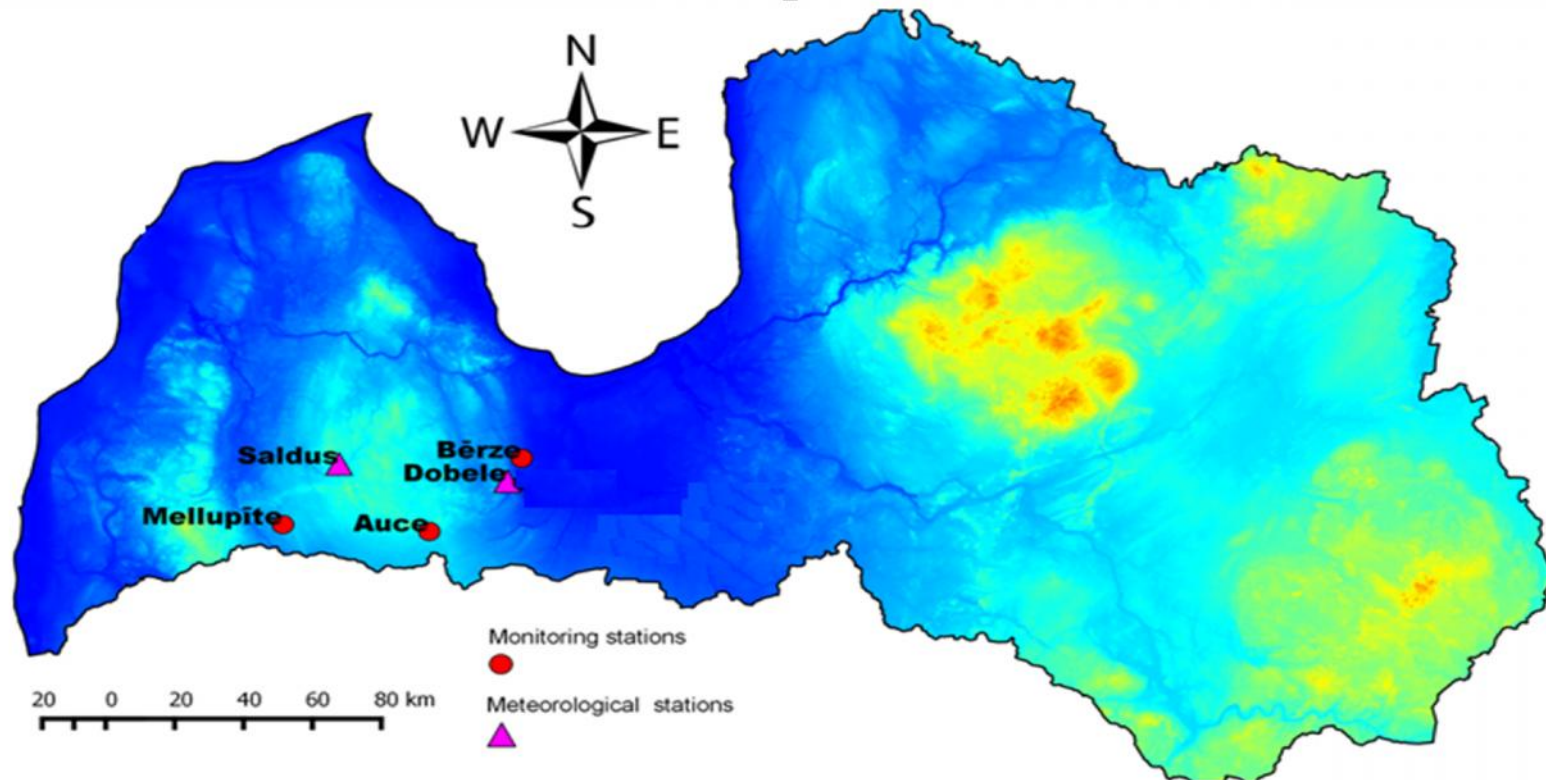 N
W E
S
Saldus
Bērze
Dobele
Mellupīte
Auce
Monitoring stations
20 0 20 40 60 80 km
Meteorological stations